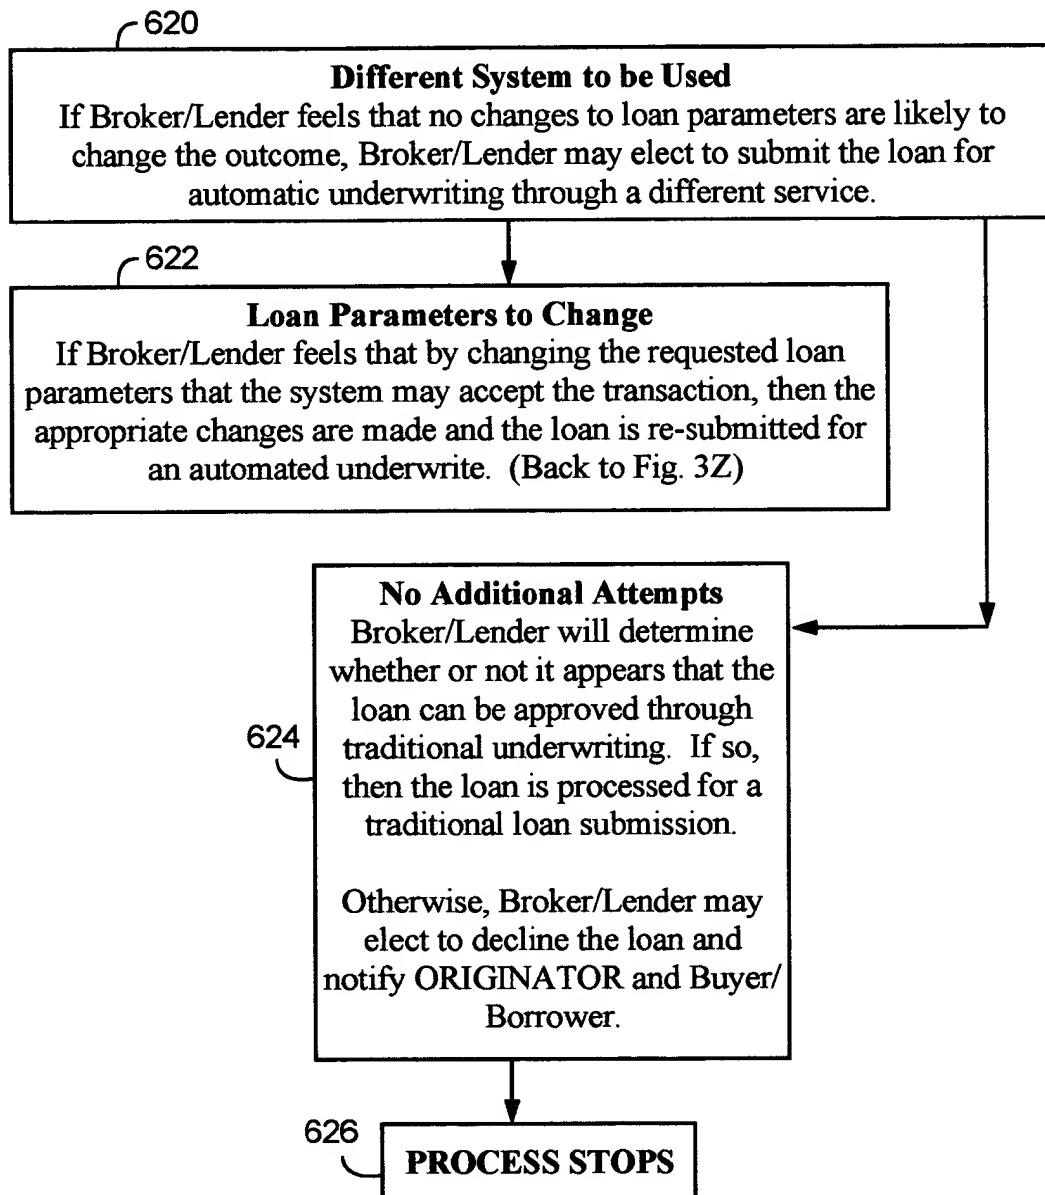 620
Different System to be Used
If Broker/Lender feels that no changes to loan parameters are likely to
change the outcome, Broker/Lender may elect to submit the loan for
automatic underwriting through a different service.
622
Loan Parameters to Change
If Broker/Lender feels that by changing the requested loan
parameters that the system may accept the transaction, then the
appropriate changes are made and the loan is re-submitted for
an automated underwrite. (Back to Fig. 3Z)
No Additional Attempts
Broker/Lender will determine
whether or not it appears that the
loan can be approved through
624
traditional underwriting. If so,
then the loan is processed for a
traditional loan submission.
Otherwise, Broker/Lender may
elect to decline the loan and
notify ORIGINATOR and Buyer/
Borrower.
626
PROCESS STOPS